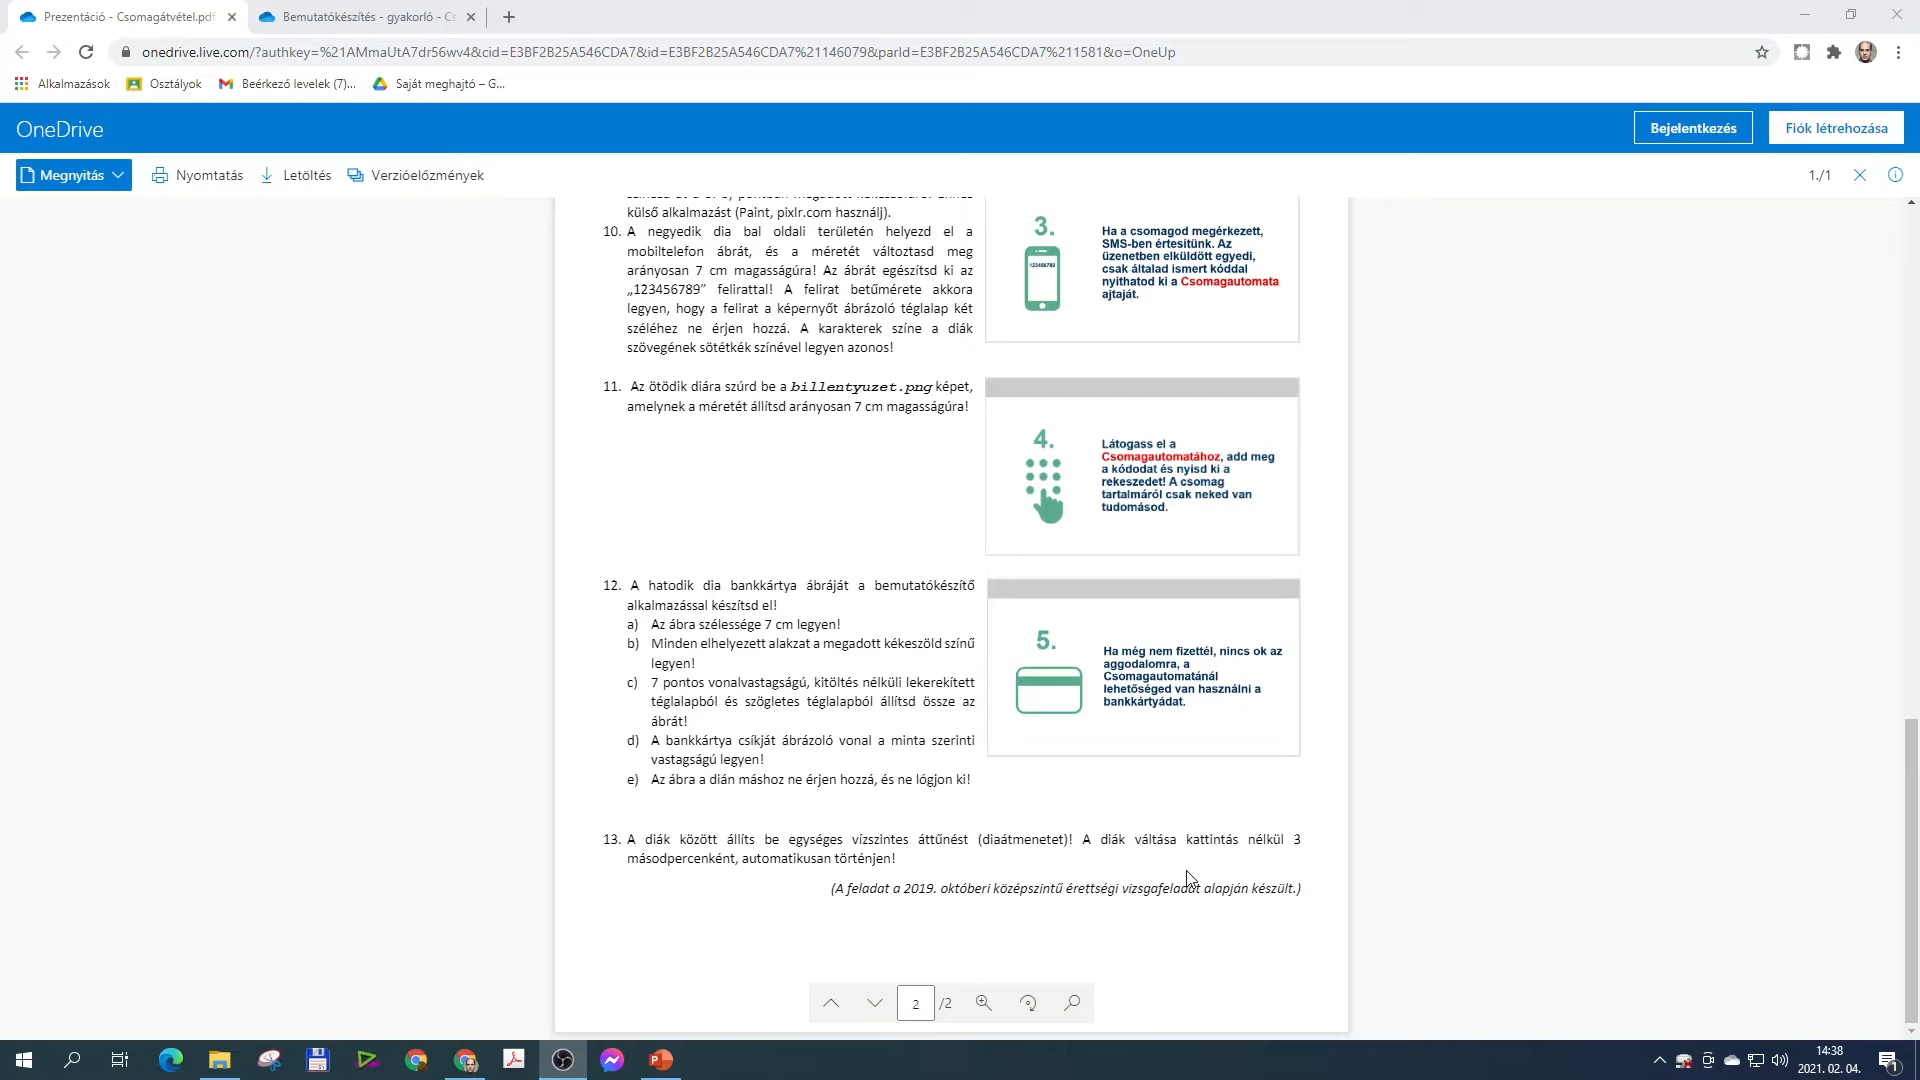 Prezentáció - Csomagátvétel.pdf
Bemutatókészítés - gyakorló - Cs
onedrive.live.com/?authkey=%21AMmaUtA7dr56wv4&cid=E3BF2B25A546CDA7&id=E3BF2B25A546CDA7%21146079&parId=E3BF2B25A546CDA7%211581&o=OneUp
Alkalmazások
Osztályok
Beérkező levelek (7)...
Saját meghajtó – G...
OneDrive
Bejelentkezés
Fiók létrehozása
Megnyitás
Nyomtatás
Letöltés
Verzióelőzmények
1./1
külső alkalmazást (Paint, pixlr.com használj).
10. A negyedik dia bal oldali területén helyezd el a
mobiltelefon ábrát, és a méretét változtasd meg
arányosan 7 cm magasságúra! Az ábrát egészítsd ki az
„123456789” felirattal! A felirat betűmérete akkora
legyen, hogy a felirat a képernyőt ábrázoló téglalap két
széléhez ne érjen hozzá. A karakterek színe a diák
szövegének sötétkék színével legyen azonos!
3.
123456789
Ha a csomagod megérkezett,
SMS-ben értesítünk. Az
üzenetben elküldött egyedi,
csak általad ismert kóddal
nyithatod ki a Csomagautomata
ajtaját.
11. Az ötödik diára szúrd be a billentyuzet.png képet,
amelynek a méretét állítsd arányosan 7 cm magasságúra!
4.
Látogass el a
Csomagautomatához, add meg
a kódodat és nyisd ki a
rekeszedet! A csomag
tartalmáról csak neked van
tudomásod.
12. A hatodik dia bankkártya ábráját a bemutatókészítő
alkalmazással készítsd el!
a) Az ábra szélessége 7 cm legyen!
b) Minden elhelyezett alakzat a megadott kékeszöld színű
legyen!
c) 7 pontos vonalvastagságú, kitöltés nélküli lekerekített
téglalapból és szögletes téglalapból állítsd össze az
ábrát!
d) A bankkártya csíkját ábrázoló vonal a minta szerinti
vastagságú legyen!
e) Az ábra a dián máshoz ne érjen hozzá, és ne lógjon ki!
5.
Ha még nem fizettél, nincs ok az
aggodalomra, a
Csomagautomatánál
lehetőséged van használni a
bankkártyádat.
13. A diák között állíts be egységes vízszintes áttűnést (diaátmenetet)! A diák váltása kattintás nélkül 3
másodpercenként, automatikusan történjen!
(A feladat a 2019. októberi középszintű érettségi vizsgafeladat alapján készült.)
2 /2
14:38
2021. 02. 04.
1